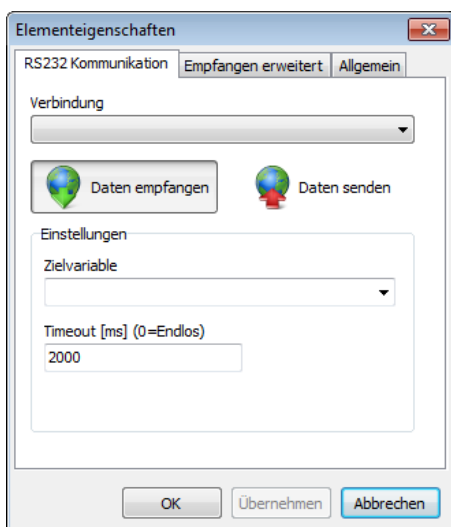 Elementeigenschaften
RS232 Kommunikation Empfangen erweitert Allgemein
Verbindung
Daten empfangen Daten senden
Einstellungen
Zielvariable
Timeout [ms] (0=Endlos)
2000
OK Übernehmen Abbrechen